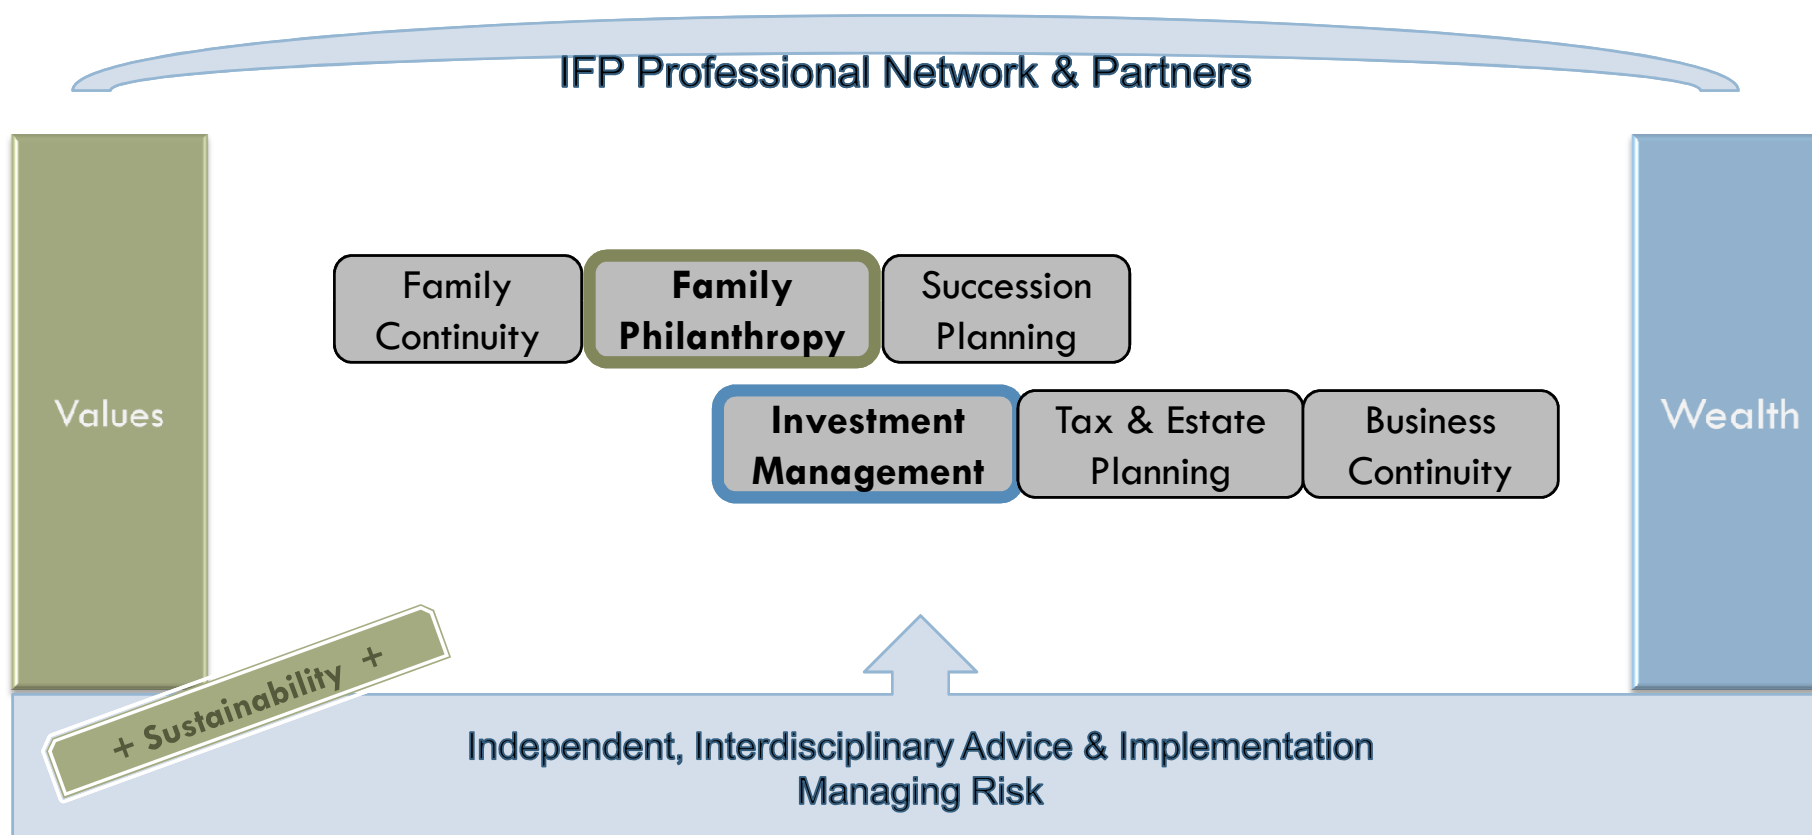 IFP Professional Network & Partners
Values
Family
Continuity
Family
Philanthropy
Succession
Planning
Investment
Management
Tax & Estate
Planning
Business
Continuity
Wealth
+ Sustainability +
Independent, Interdisciplinary Advice & Implementation
Managing Risk